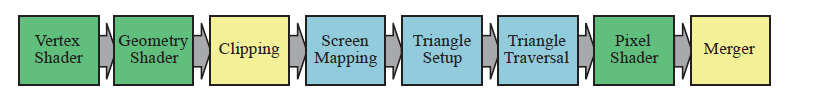 Vertex
Shader
Geometry
Shader
Clipping
Screen
Mapping
Triangle
Setup
Triangle
Traversal
Pixel
Shader
Merger